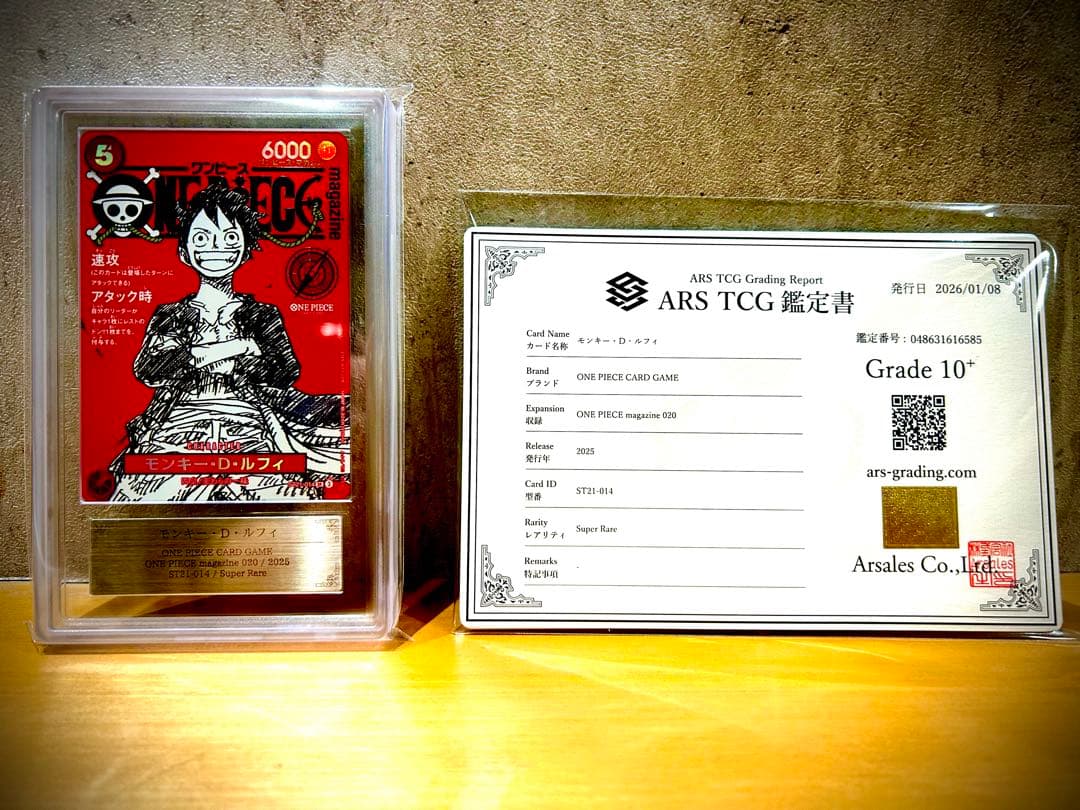 5
6000
ワンピース
ONE PIECE
magazine
速攻
(このカードは登場したターンに
アタックできる)
アタック時
自分のリーダーか
キャラ1枚にレストの
ドン!!1枚までを、
付与する。
ONE PIECE
CHARACTER
モンキー・D・ルフィ
モンキー・D・ルフィ
ONE PIECE CARD GAME
ONE PIECE magazine 020 / 2025
ST21-014 / Super Rare
ARS TCG Grading Report
ARS TCG 鑑定書
発行日 2026/01/08
Card Name
カード名称 モンキー・D・ルフィ
Brand
ブランド ONE PIECE CARD GAME
Expansion
収録 ONE PIECE magazine 020
Release
発行年 2025
Card ID
型番 ST21-014
Rarity
レアリティ Super Rare
Remarks
特記事項 -
鑑定番号 : 048631616585
Grade 10+
ars-grading.com
Arsales Co.,Ltd.